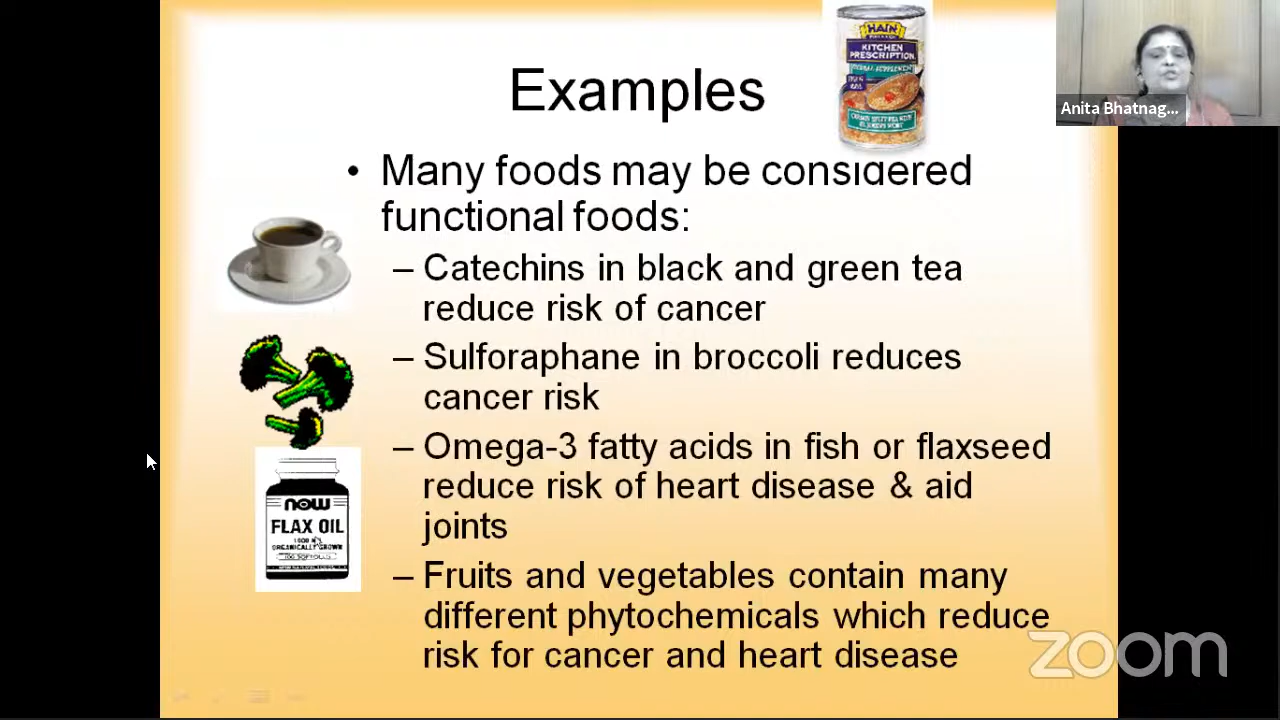 Examples
HAIN
KITCHEN
PRESCRIPTION
Anita Bhatnag...
• Many foods may be considered
functional foods:
– Catechins in black and green tea
reduce risk of cancer
– Sulforaphane in broccoli reduces
cancer risk
– Omega-3 fatty acids in fish or flaxseed
reduce risk of heart disease & aid
joints
NOW
FLAX OIL
ORGANICALLY GROWN
– Fruits and vegetables contain many
different phytochemicals which reduce
risk for cancer and heart disease
zoom